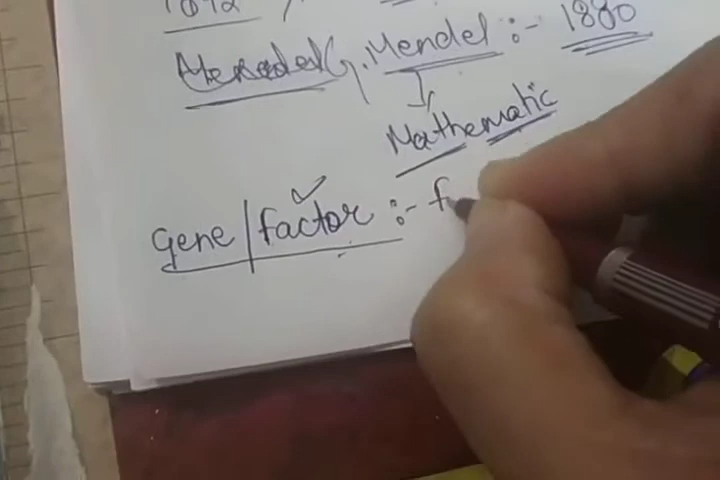 G. Mendel :- 1880
Mathematic
gene/factor :- f